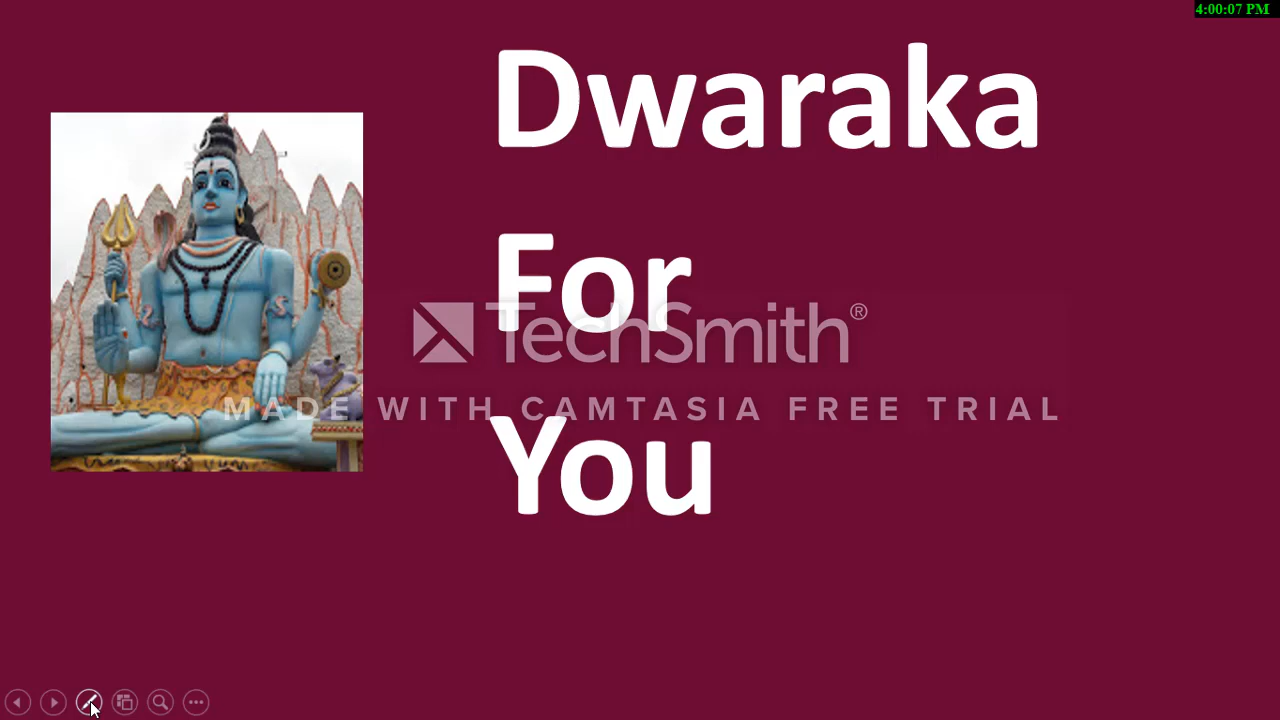 4:00:07 PM
Dwaraka
For
You
TechSmith®
MADE WITH CAMTASIA FREE TRIAL